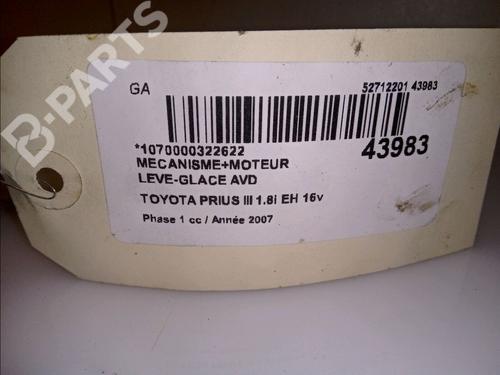 B-PARTS
GA 52712201 43983
*1070000322622 43983
MECANISME+MOTEUR
LEVE-GLACE AVD
TOYOTA PRIUS III 1.8i EH 16v
Phase 1 cc / Année 2007